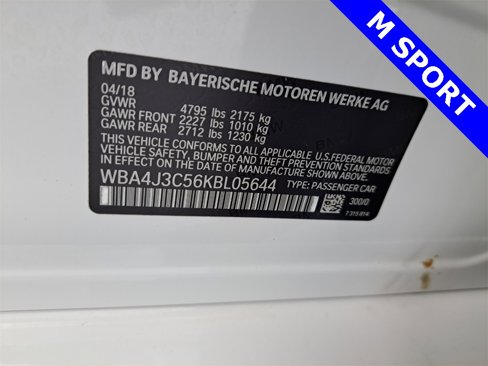 M SPORT
MFD BY BAYERISCHE MOTOREN WERKE AG
04/18
GVWR 4795 lbs 2175 kg
GAWR FRONT 2227 lbs 1010 kg
GAWR REAR 2712 lbs 1230 kg
THIS VEHICLE CONFORMS TO ALL APPLICABLE U.S.FEDERAL MOTOR
VEHICLE SAFETY, BUMPER, AND THEFT PREVENTION STANDARDS
IN EFFECT ON THE DATE OF MANUFACTURE SHOWN ABOVE.
WBA4J3C56KBL05644 TYPE: PASSENGER CAR
300/0